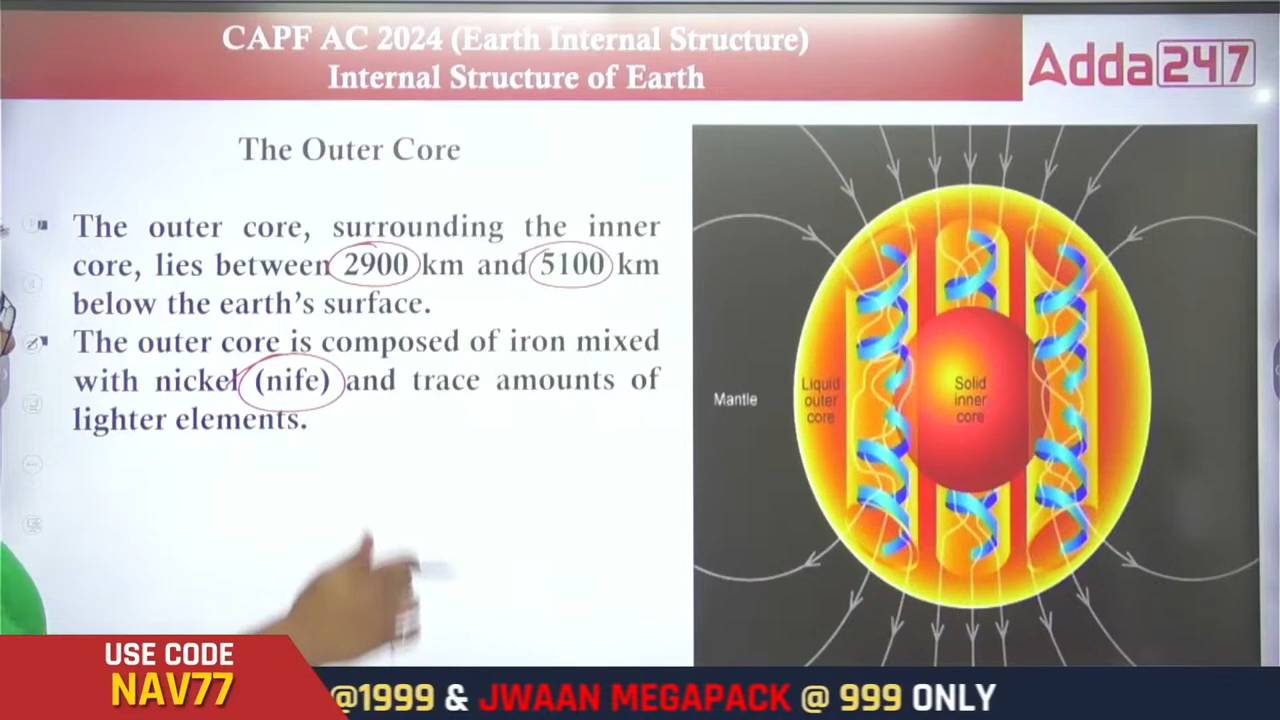 CAPF AC 2024 (Earth Internal Structure)
Internal Structure of Earth
Adda247
The Outer Core
The outer core, surrounding the inner
core, lies between 2900 km and 5100 km
below the earth's surface.
The outer core is composed of iron mixed
with nickel (nife) and trace amounts of
lighter elements.
Mantle
Liquid
outer
core
Solid
inner
core
USE CODE
NAV77
@1999 & JWAAN MEGAPACK @ 999 ONLY